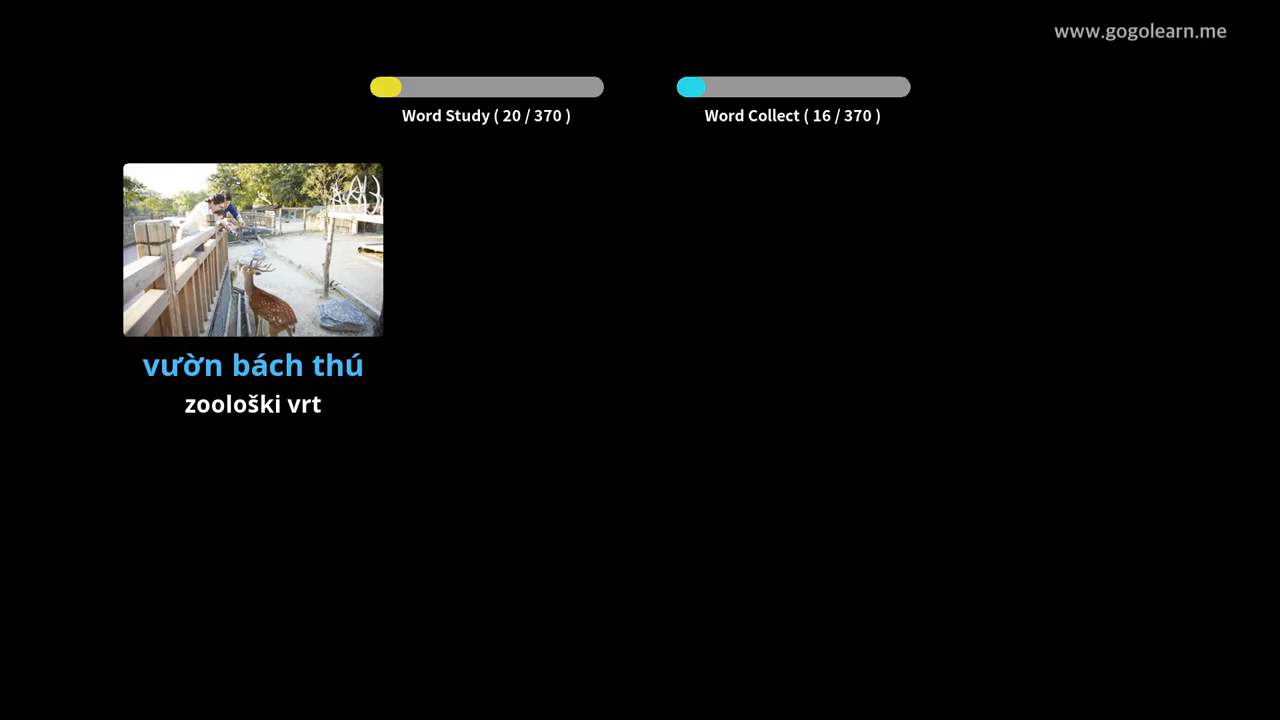 www.gogolearn.me
Word Study ( 20 / 370 )
Word Collect ( 16 / 370 )
vườn bách thú
zoološki vrt